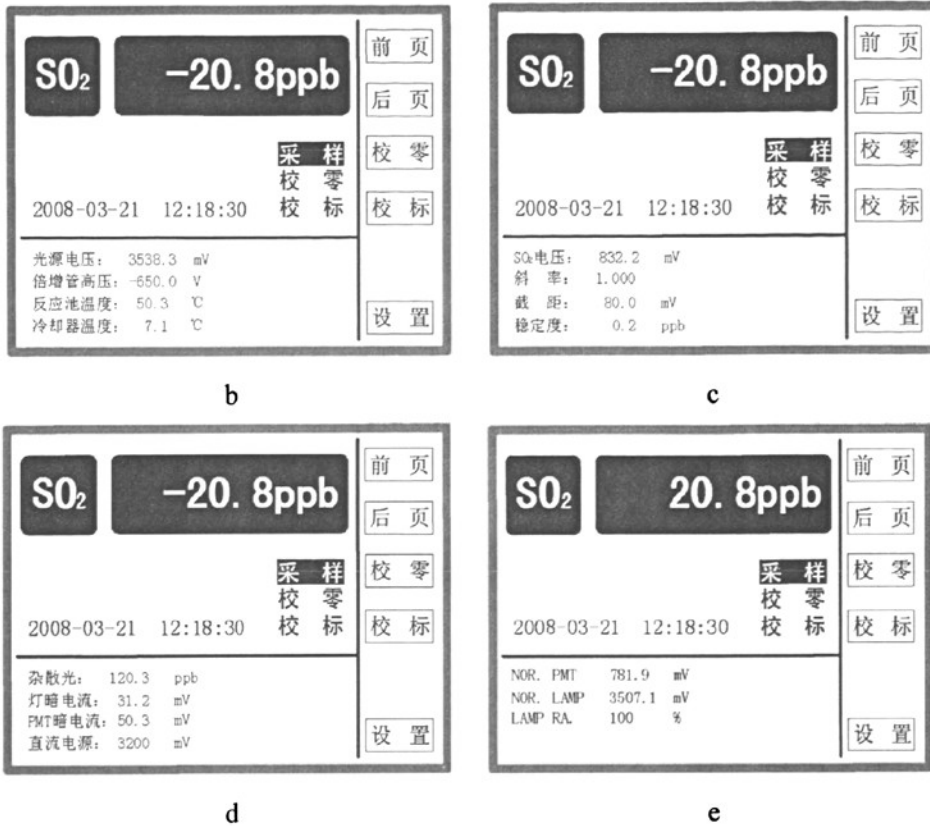 SO₂ -20. 8ppb
前 页
后 页
采 样
校 零
校 标
2008-03-21 12:18:30
校 零
校 标
光源电压: 3538.3 mV
倍增管高压: -650.0 V
反应池温度: 50.3 ℃
冷却器温度: 7.1 ℃
设 置
b
SO₂ -20. 8ppb
前 页
后 页
采 样
校 零
校 标
2008-03-21 12:18:30
校 零
校 标
SO₂电压: 832.2 mV
斜 率: 1.000
截 距: 80.0 mV
稳定度: 0.2 ppb
设 置
c
SO₂ -20. 8ppb
前 页
后 页
采 样
校 零
校 标
2008-03-21 12:18:30
校 零
校 标
杂散光: 120.3 ppb
灯暗电流: 31.2 mV
PMT暗电流: 50.3 mV
直流电源: 3200 mV
设 置
d
SO₂ 20. 8ppb
前 页
后 页
采 样
校 零
校 标
2008-03-21 12:18:30
校 零
校 标
NOR. PMT 781.9 mV
NOR. LAMP 3507.1 mV
LAMP RA. 100 %
设 置
e